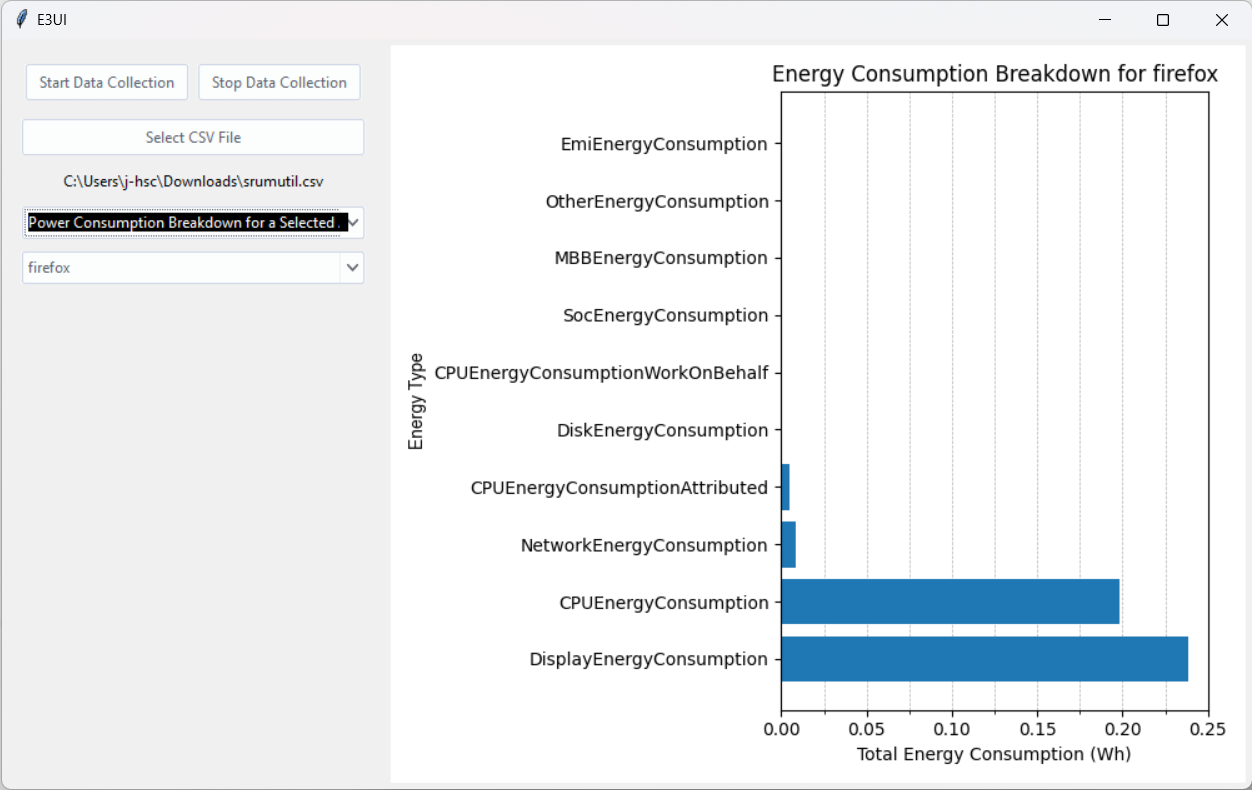 E3UI
Start Data Collection
Stop Data Collection
Select CSV File
C:\Users\j-hsc\Downloads\srumutil.csv
Power Consumption Breakdown for a Selected
firefox
Energy Consumption Breakdown for firefox
Energy Type
EmiEnergyConsumption
OtherEnergyConsumption
MBBEnergyConsumption
SocEnergyConsumption
CPUEnergyConsumptionWorkOnBehalf
DiskEnergyConsumption
CPUEnergyConsumptionAttributed
NetworkEnergyConsumption
CPUEnergyConsumption
DisplayEnergyConsumption
0.00 0.05 0.10 0.15 0.20 0.25
Total Energy Consumption (Wh)